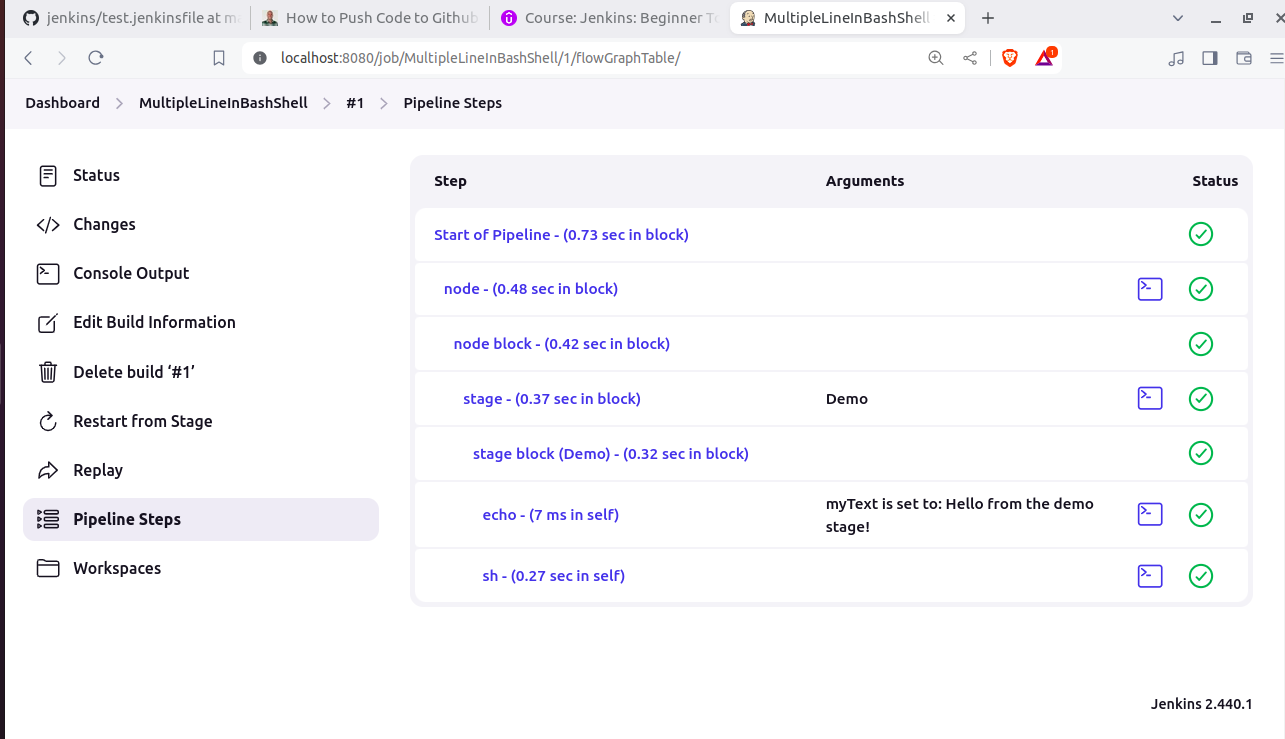 jenkins/test.jenkinsfile at ma
How to Push Code to Github
Course: Jenkins: Beginner To
MultipleLineInBashShell
localhost:8080/job/MultipleLineInBashShell/1/flowGraphTable/
1
Dashboard > MultipleLineInBashShell > #1 > Pipeline Steps
Status
Changes
Console Output
Edit Build Information
Delete build ‘#1’
Restart from Stage
Replay
Pipeline Steps
Workspaces
Step Arguments Status
Start of Pipeline - (0.73 sec in block)
node - (0.48 sec in block)
node block - (0.42 sec in block)
stage - (0.37 sec in block) Demo
stage block (Demo) - (0.32 sec in block)
echo - (7 ms in self) myText is set to: Hello from the demo
stage!
sh - (0.27 sec in self)
Jenkins 2.440.1